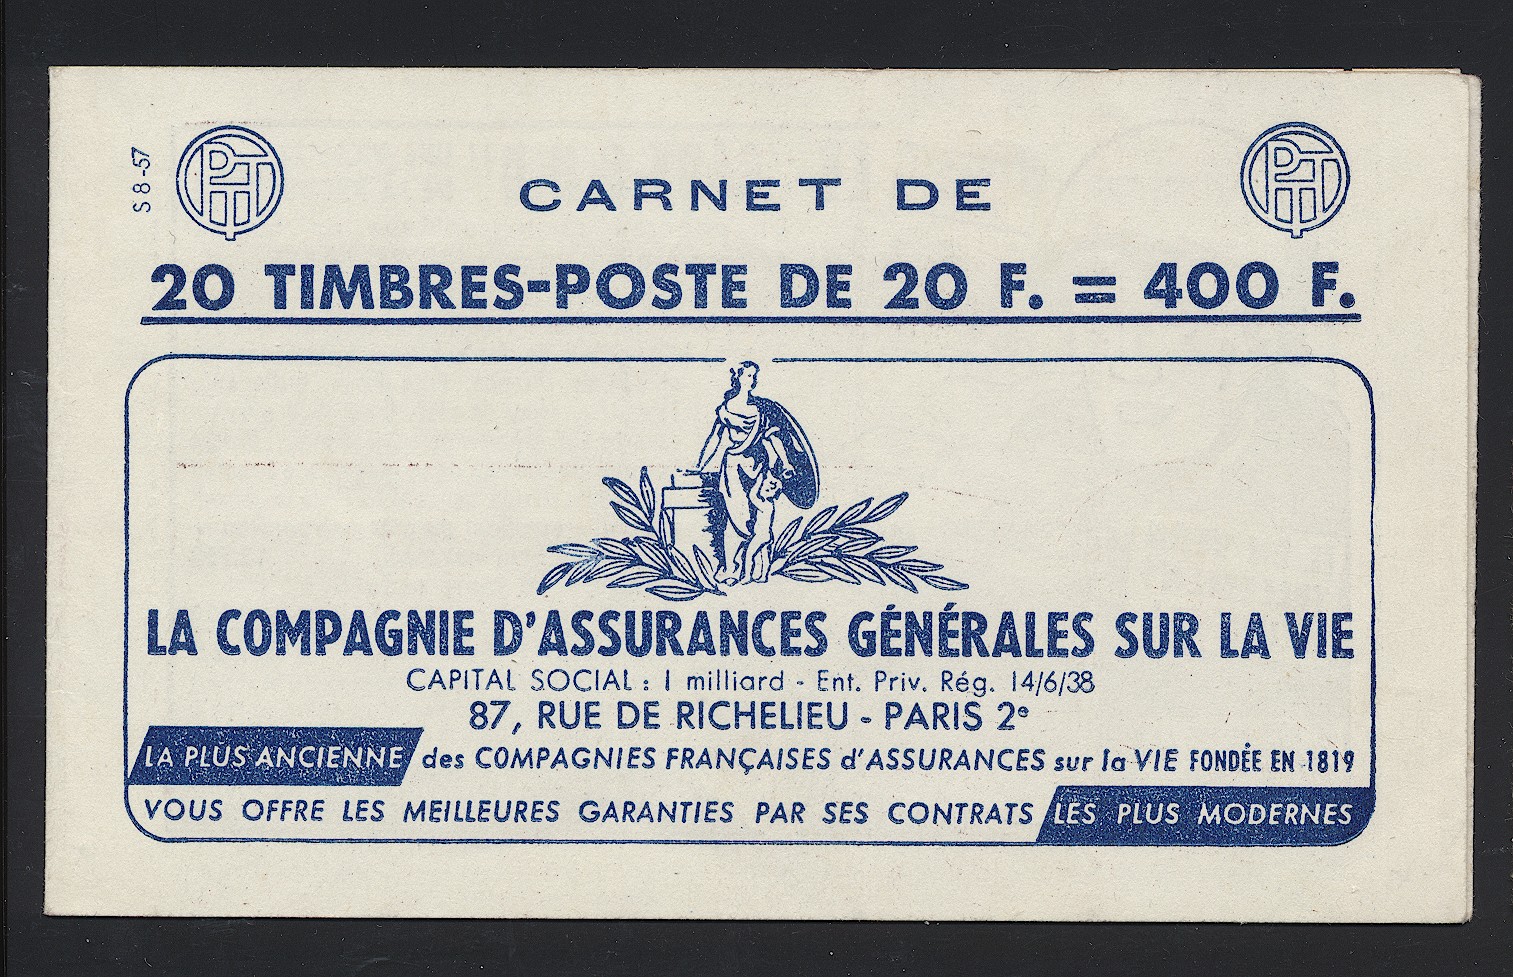 S 8-57
PTT
PTT
CARNET DE
20 TIMBRES-POSTE DE 20 F. = 400 F.
LA COMPAGNIE D'ASSURANCES GÉNÉRALES SUR LA VIE
CAPITAL SOCIAL : 1 milliard - Ent. Priv. Rég. 14/6/38
87, RUE DE RICHELIEU - PARIS 2e
LA PLUS ANCIENNE des COMPAGNIES FRANÇAISES d'ASSURANCES sur la VIE FONDÉE EN 1819
VOUS OFFRE LES MEILLEURES GARANTIES PAR SES CONTRATS LES PLUS MODERNES